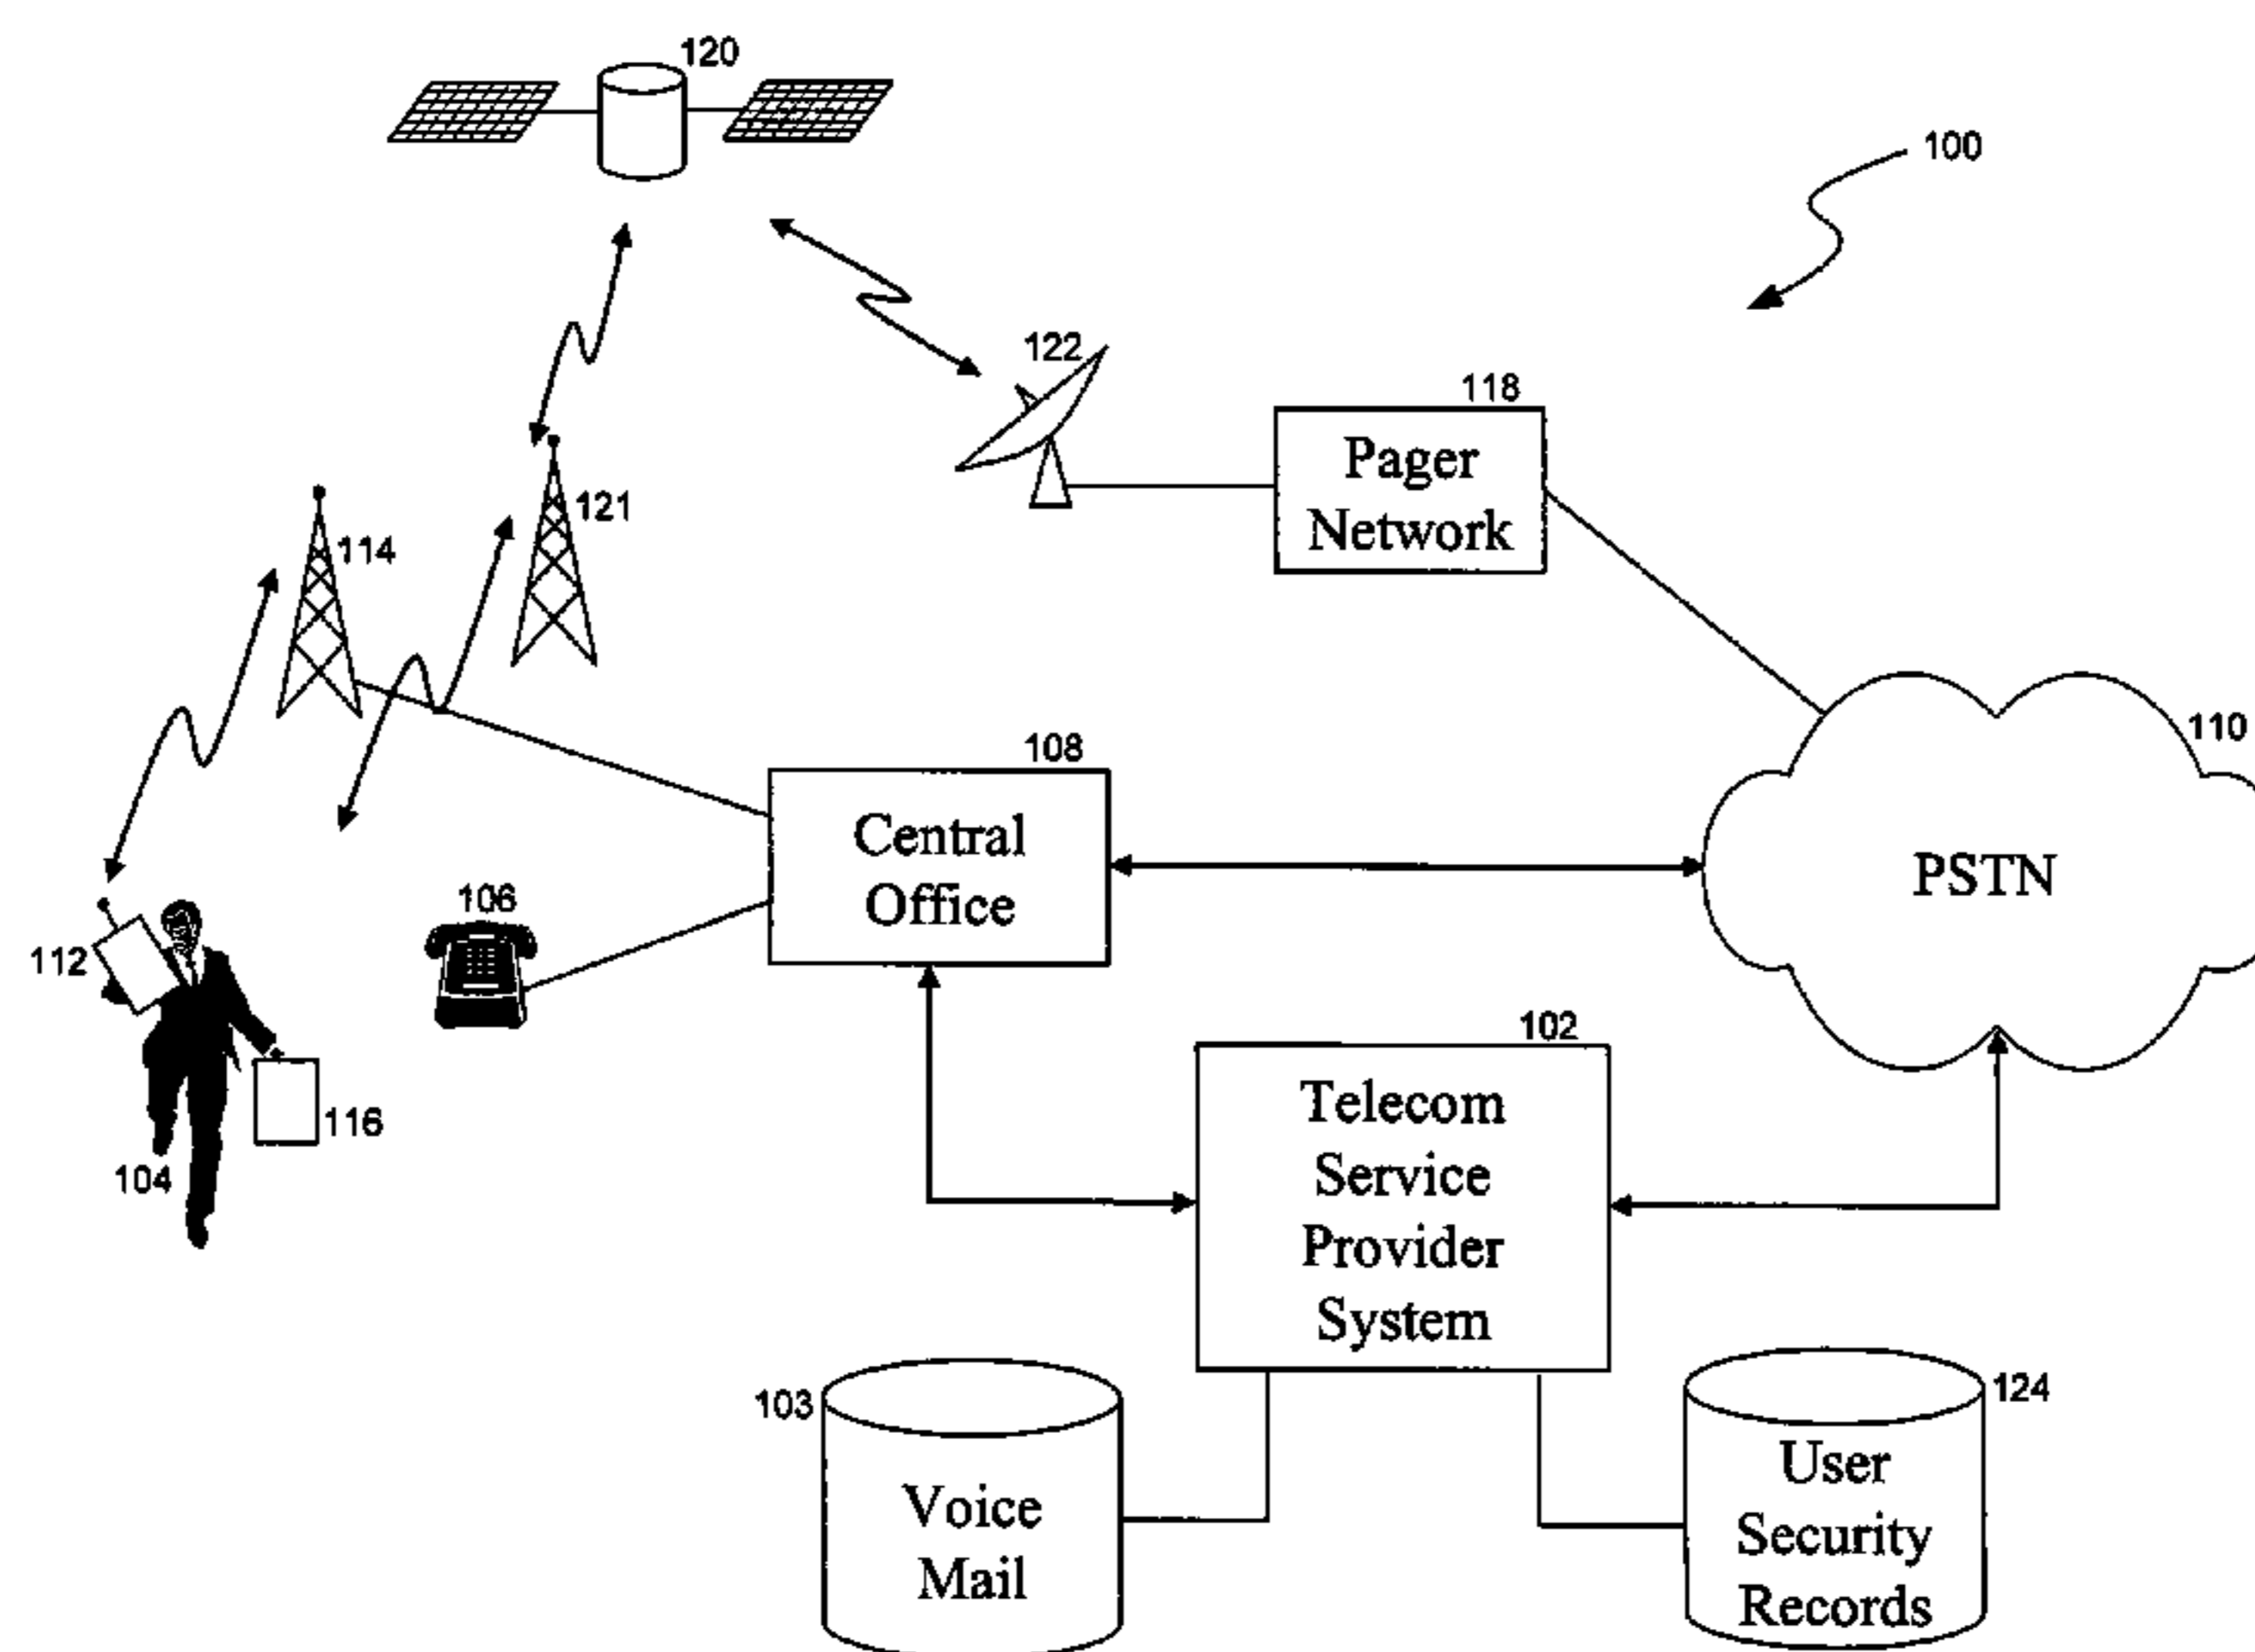 120
100
122
118
Pager
Network
121
114
110
108
Central
Office
PSTN
106
112
102
Telecom
Service
Provider
System
116
104
103
Voice
Mail
124
User
Security
Records